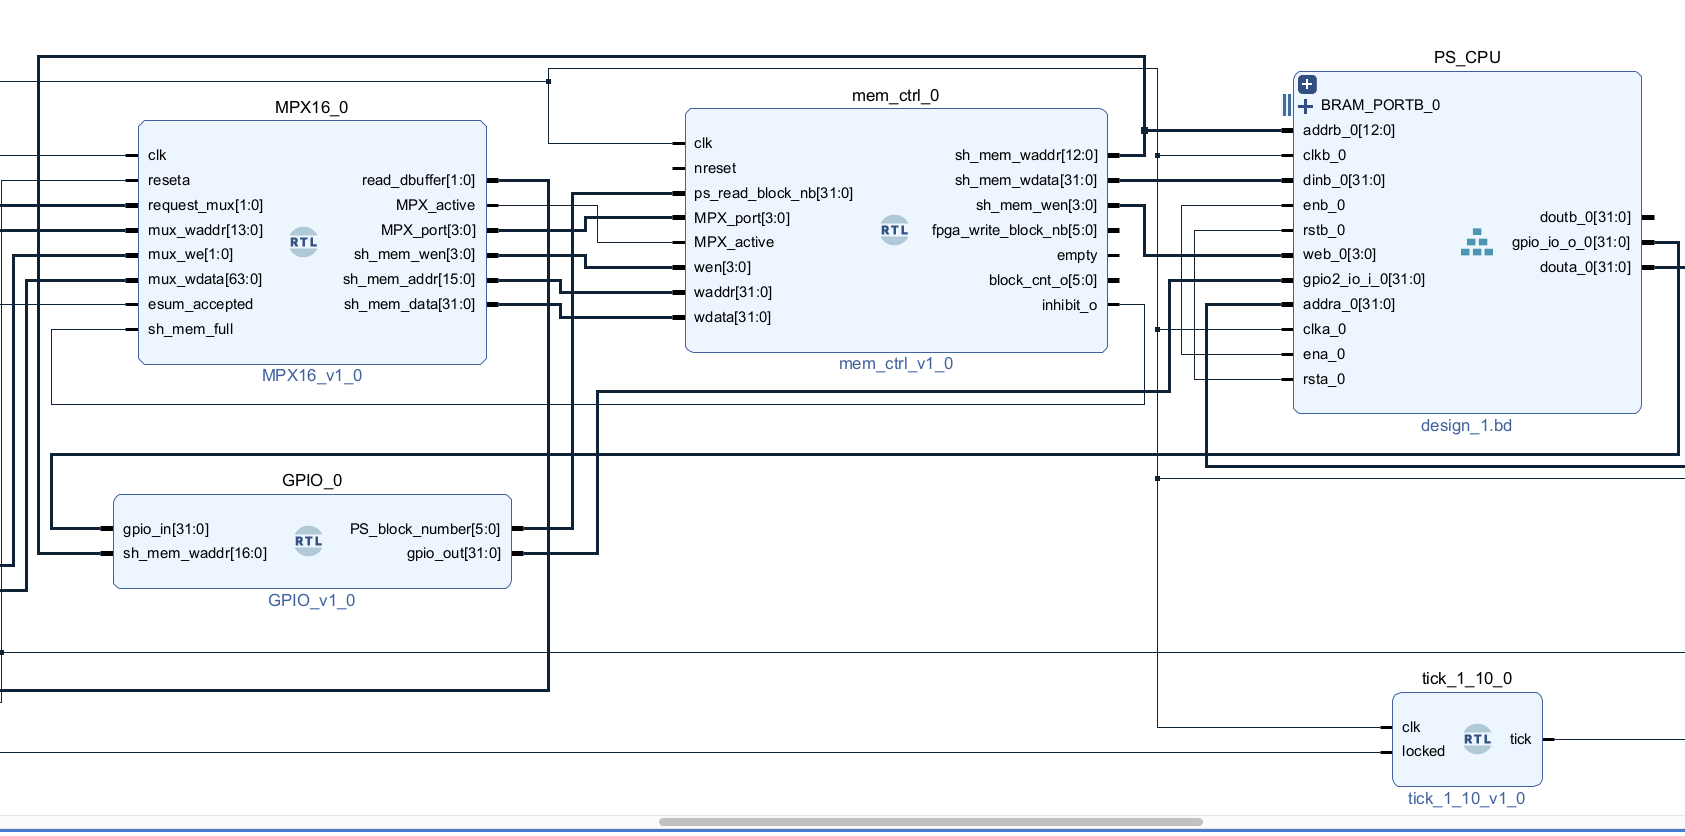 MPX16_0
clk
reseta
request_mux[1:0]
mux_waddr[13:0]
mux_we[1:0]
mux_wdata[63:0]
esum_accepted
sh_mem_full
RTL
read_dbuffer[1:0]
MPX_active
MPX_port[3:0]
sh_mem_wen[3:0]
sh_mem_addr[15:0]
sh_mem_data[31:0]
MPX16_v1_0
mem_ctrl_0
clk
nreset
ps_read_block_nb[31:0]
MPX_port[3:0]
MPX_active
wen[3:0]
waddr[31:0]
wdata[31:0]
RTL
sh_mem_waddr[12:0]
sh_mem_wdata[31:0]
sh_mem_wen[3:0]
fpga_write_block_nb[5:0]
empty
block_cnt_o[5:0]
inhibit_o
mem_ctrl_v1_0
PS_CPU
BRAM_PORTB_0
addrb_0[12:0]
clkb_0
dinb_0[31:0]
enb_0
rstb_0
web_0[3:0]
gpio2_io_i_0[31:0]
addra_0[31:0]
clka_0
ena_0
rsta_0
doutb_0[31:0]
gpio_io_o_0[31:0]
douta_0[31:0]
design_1.bd
GPIO_0
gpio_in[31:0]
sh_mem_waddr[16:0]
RTL
PS_block_number[5:0]
gpio_out[31:0]
GPIO_v1_0
tick_1_10_0
clk
locked
RTL
tick
tick_1_10_v1_0